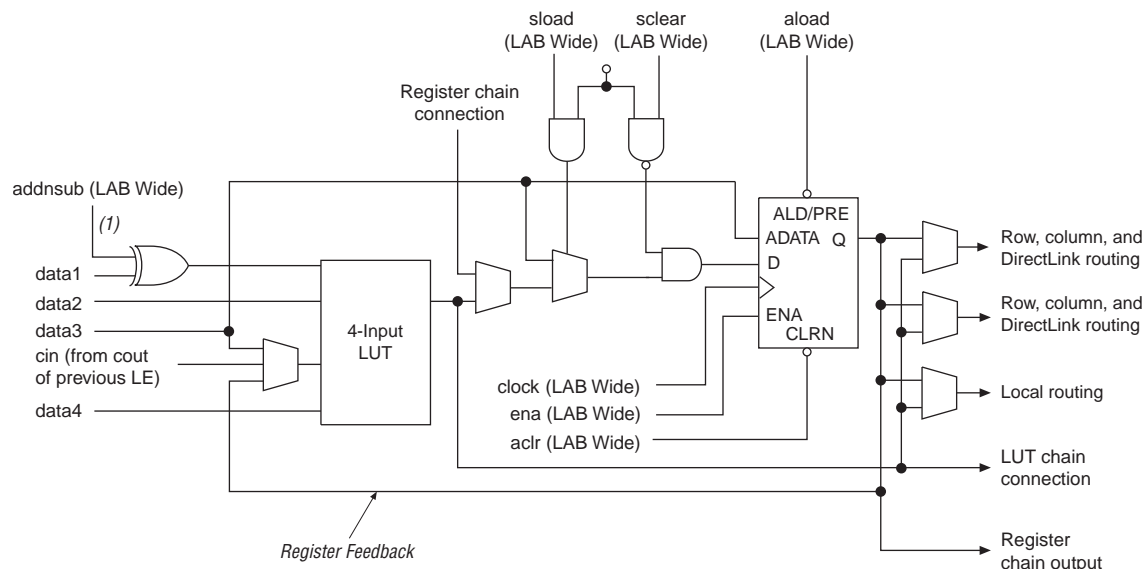 sload
(LAB Wide)
sclear
(LAB Wide)
aload
(LAB Wide)
Register chain
connection
addnsub (LAB Wide)
(1)
data1
data2
data3
cin (from cout
of previous LE)
data4
4-Input
LUT
ALD/PRE
ADATA Q
D
ENA
CLRN
clock (LAB Wide)
ena (LAB Wide)
aclr (LAB Wide)
Row, column, and
DirectLink routing
Row, column, and
DirectLink routing
Local routing
LUT chain
connection
Register
chain output
Register Feedback